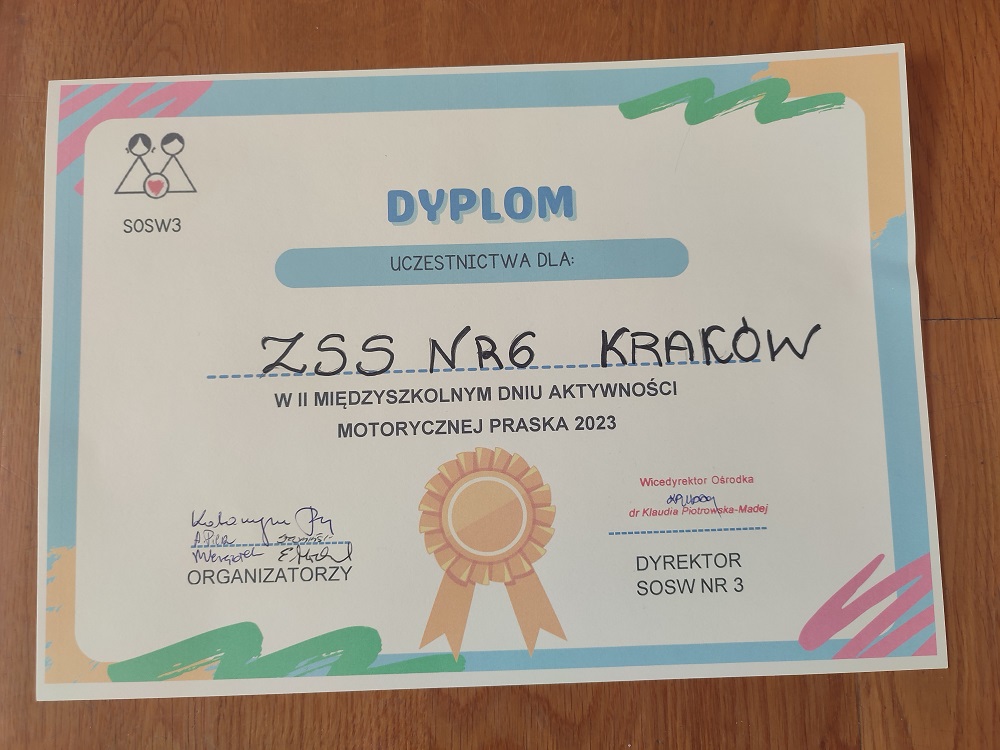 SOSW3
DYPLOM
UCZESTNICTWA DLA:
ZSS NR6 KRAKÓW
W II MIĘDZYSZKOLNYM DNIU AKTYWNOŚCI
MOTORYCZNEJ PRASKA 2023
Wicedyrektor Ośrodka
dr Klaudia Piotrowska-Madej
ORGANIZATORZY
DYREKTOR
SOSW NR 3